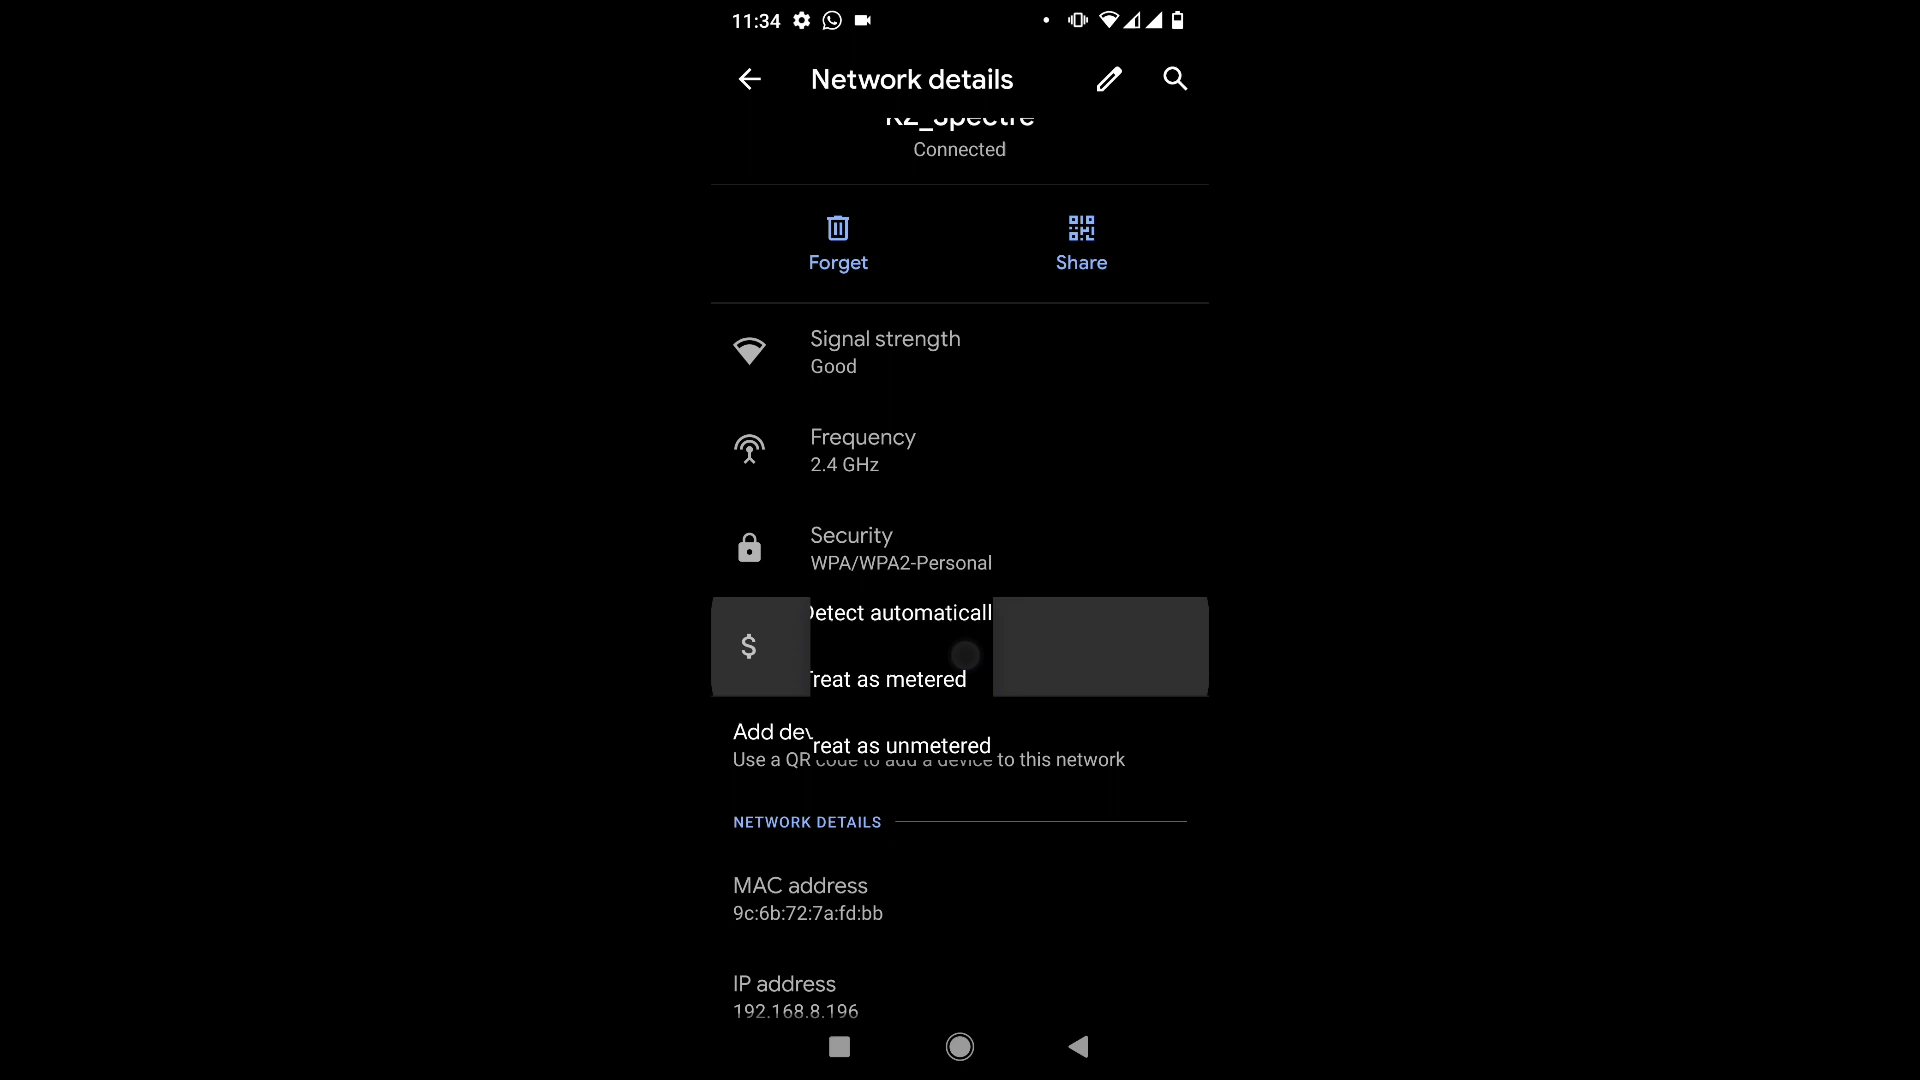 11:34
Network details
Connected
Forget
Share
Signal strength
Good
Frequency
2.4 GHz
Security
WPA/WPA2-Personal
Detect automaticall
Treat as metered
Add dev
Treat as unmetered
Use a QR code to add a device to this network
NETWORK DETAILS
MAC address
9c:6b:72:7a:fd:bb
IP address
192.168.8.196